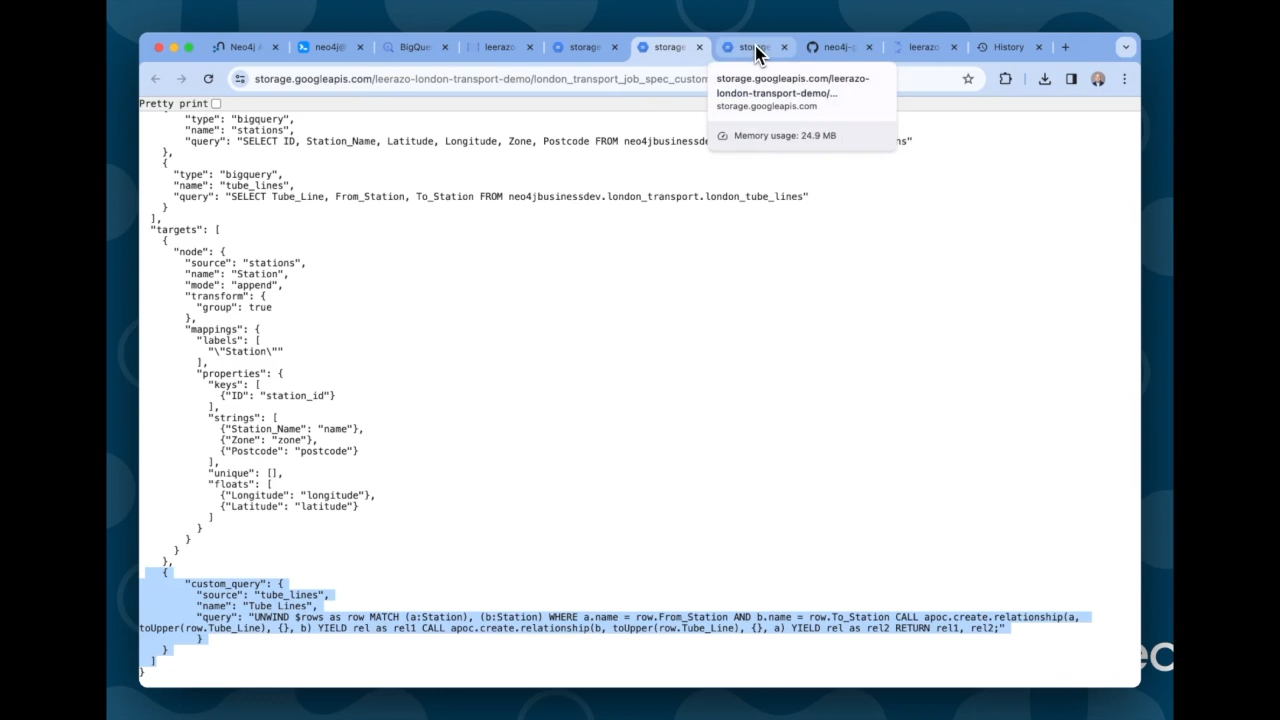 Neo4j storage
neo4j@
BigQue
leerazo
storage
storage
neo4j-g
leerazo
History
storage.googleapis.com/leerazo-london-transport-demo/london_transport_job_spec_custom
storage.googleapis.com/leerazo-
london-transport-demo/...
storage.googleapis.com
Memory usage: 24.9 MB
Pretty print
"type": "bigquery",
"name": "stations",
"query": "SELECT ID, Station_Name, Latitude, Longitude, Zone, Postcode FROM neo4jbusinessde
},
{
"type": "bigquery",
"name": "tube_lines",
"query": "SELECT Tube_Line, From_Station, To_Station FROM neo4jbusinessdev.london_transport.london_tube_lines"
}
],
"targets": [
{
"node": {
"source": "stations",
"name": "Station",
"mode": "append",
"transform": {
"group": true
},
"mappings": {
"labels": [
"\"Station\""
],
"properties": {
"keys": [
{"ID": "station_id"}
],
"strings": [
{"Station_Name": "name"},
{"Zone": "zone"},
{"Postcode": "postcode"}
],
"unique": [],
"floats": [
{"Longitude": "longitude"},
{"Latitude": "latitude"}
]
}
}
}
},
{
"custom_query": {
"source": "tube_lines",
"name": "Tube Lines",
"query": "UNWIND $rows as row MATCH (a:Station), (b:Station) WHERE a.name = row.From_Station AND b.name = row.To_Station CALL apoc.create.relationship(a,
toUpper(row.Tube_Line), {}, b) YIELD rel as rel1 CALL apoc.create.relationship(b, toUpper(row.Tube_Line), {}, a) YIELD rel as rel2 RETURN rel1, rel2;"
}
}
]
}